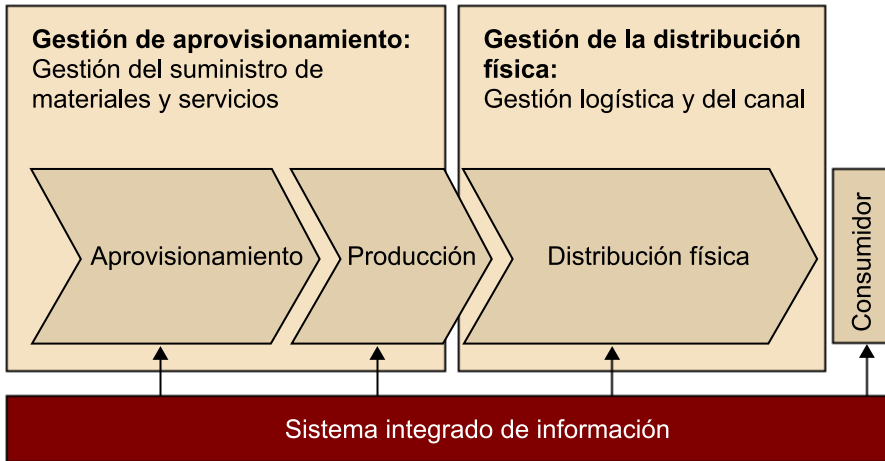 Gestión de aprovisionamiento:
Gestión del suministro de
materiales y servicios
Gestión de la distribución
física:
Gestión logística y del canal
Aprovisionamiento
Producción
Distribución física
Consumidor
Sistema integrado de información